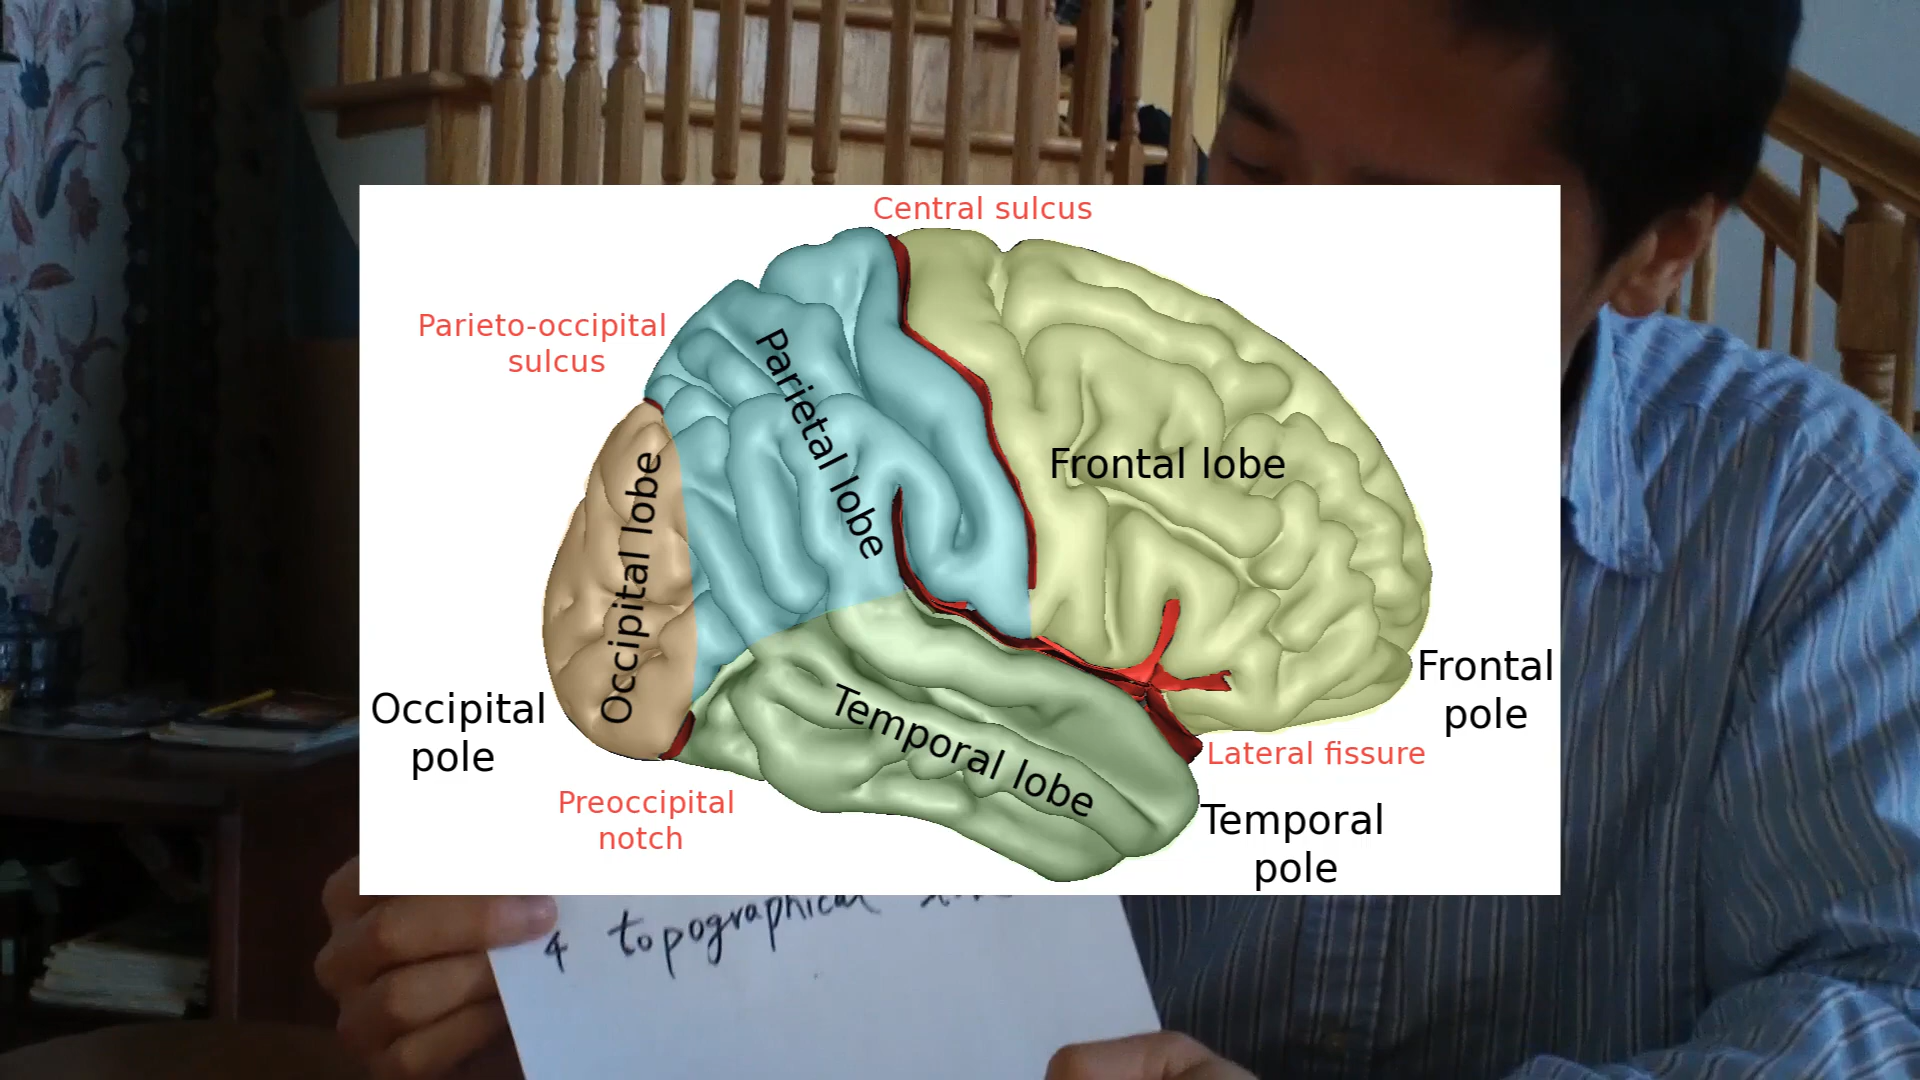 Central sulcus
Parieto-occipital
sulcus
Parietal lobe
Frontal lobe
Occipital lobe
Occipital
pole
Temporal lobe
Frontal
pole
Lateral fissure
Preoccipital
notch
Temporal
pole
4 topographical